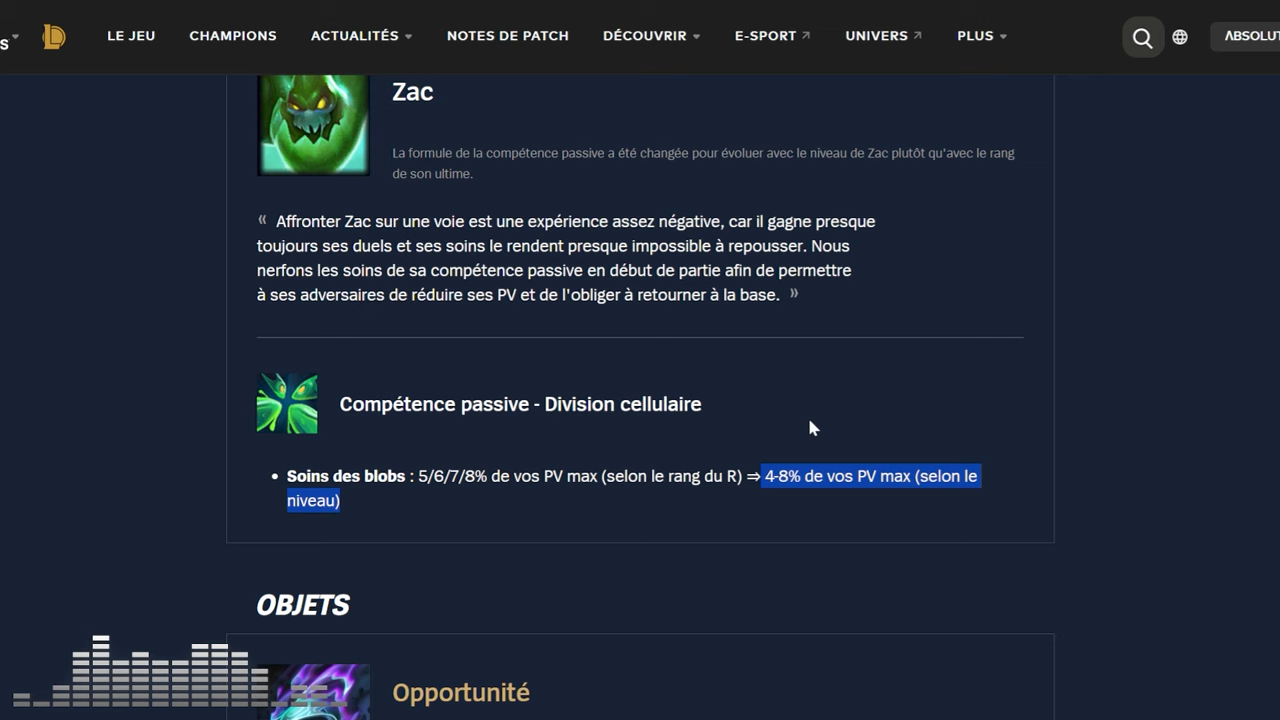 S
LE JEU CHAMPIONS ACTUALITÉS NOTES DE PATCH DÉCOUVRIR E-SPORT UNIVERS PLUS ABSOLUT
Zac
La formule de la compétence passive a été changée pour évoluer avec le niveau de Zac plutôt qu'avec le rang
de son ultime.
« Affronter Zac sur une voie est une expérience assez négative, car il gagne presque
toujours ses duels et ses soins le rendent presque impossible à repousser. Nous
nerfons les soins de sa compétence passive en début de partie afin de permettre
à ses adversaires de réduire ses PV et de l'obliger à retourner à la base. »
Compétence passive - Division cellulaire
• Soins des blobs : 5/6/7/8% de vos PV max (selon le rang du R) ⇒ 4-8% de vos PV max (selon le
niveau)
OBJETS
Opportunité